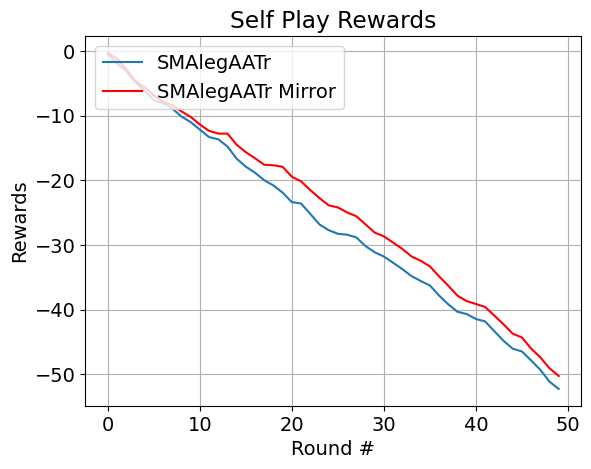 Self Play Rewards
SMAlegAATr
SMAlegAATr Mirror
Rewards
0
−10
−20
−30
−40
−50
0
10
20
30
40
50
Round #